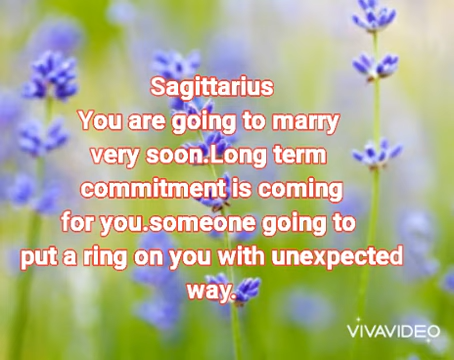 Sagittarius
You are going to marry
very soon.Long term
commitment is coming
for you.someone going to
put a ring on you with unexpected
way.
VIVAVIDEO